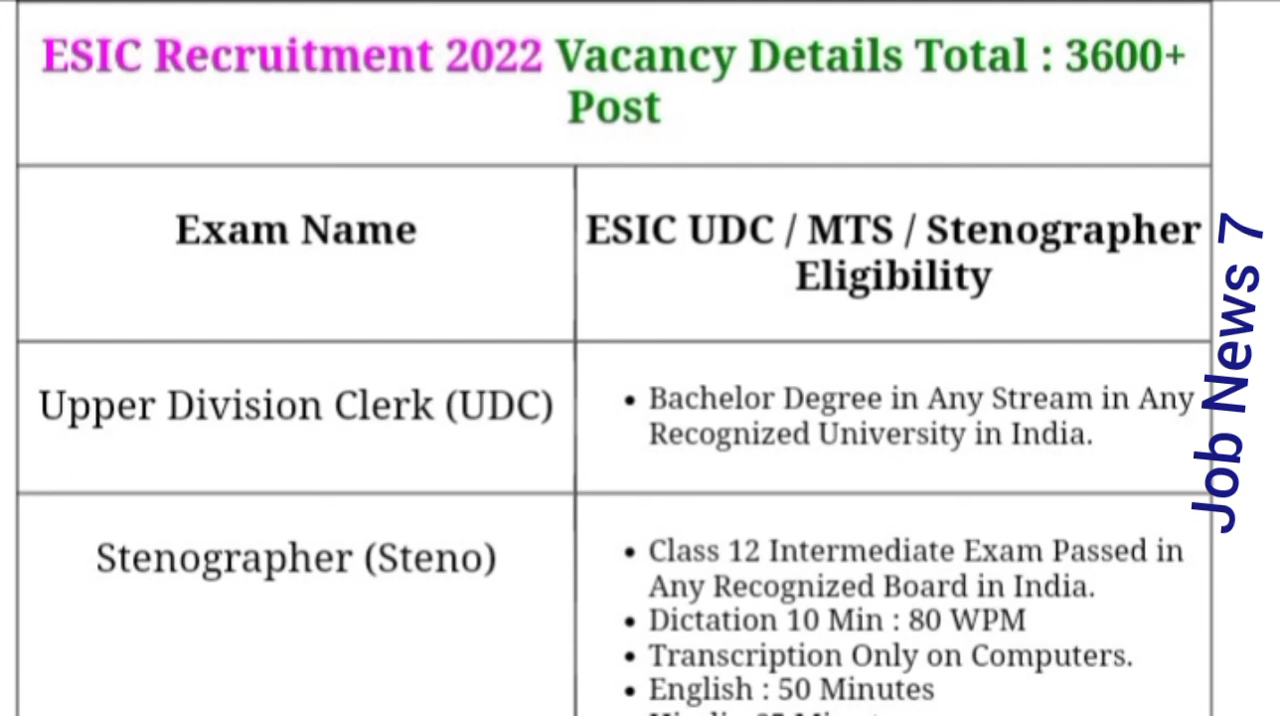 ESIC Recruitment 2022 Vacancy Details Total : 3600+
Post
Exam Name
ESIC UDC / MTS / Stenographer
Eligibility
Upper Division Clerk (UDC)
• Bachelor Degree in Any Stream in Any
Recognized University in India.
Stenographer (Steno)
• Class 12 Intermediate Exam Passed in
Any Recognized Board in India.
• Dictation 10 Min : 80 WPM
• Transcription Only on Computers.
• English : 50 Minutes
Job News 7